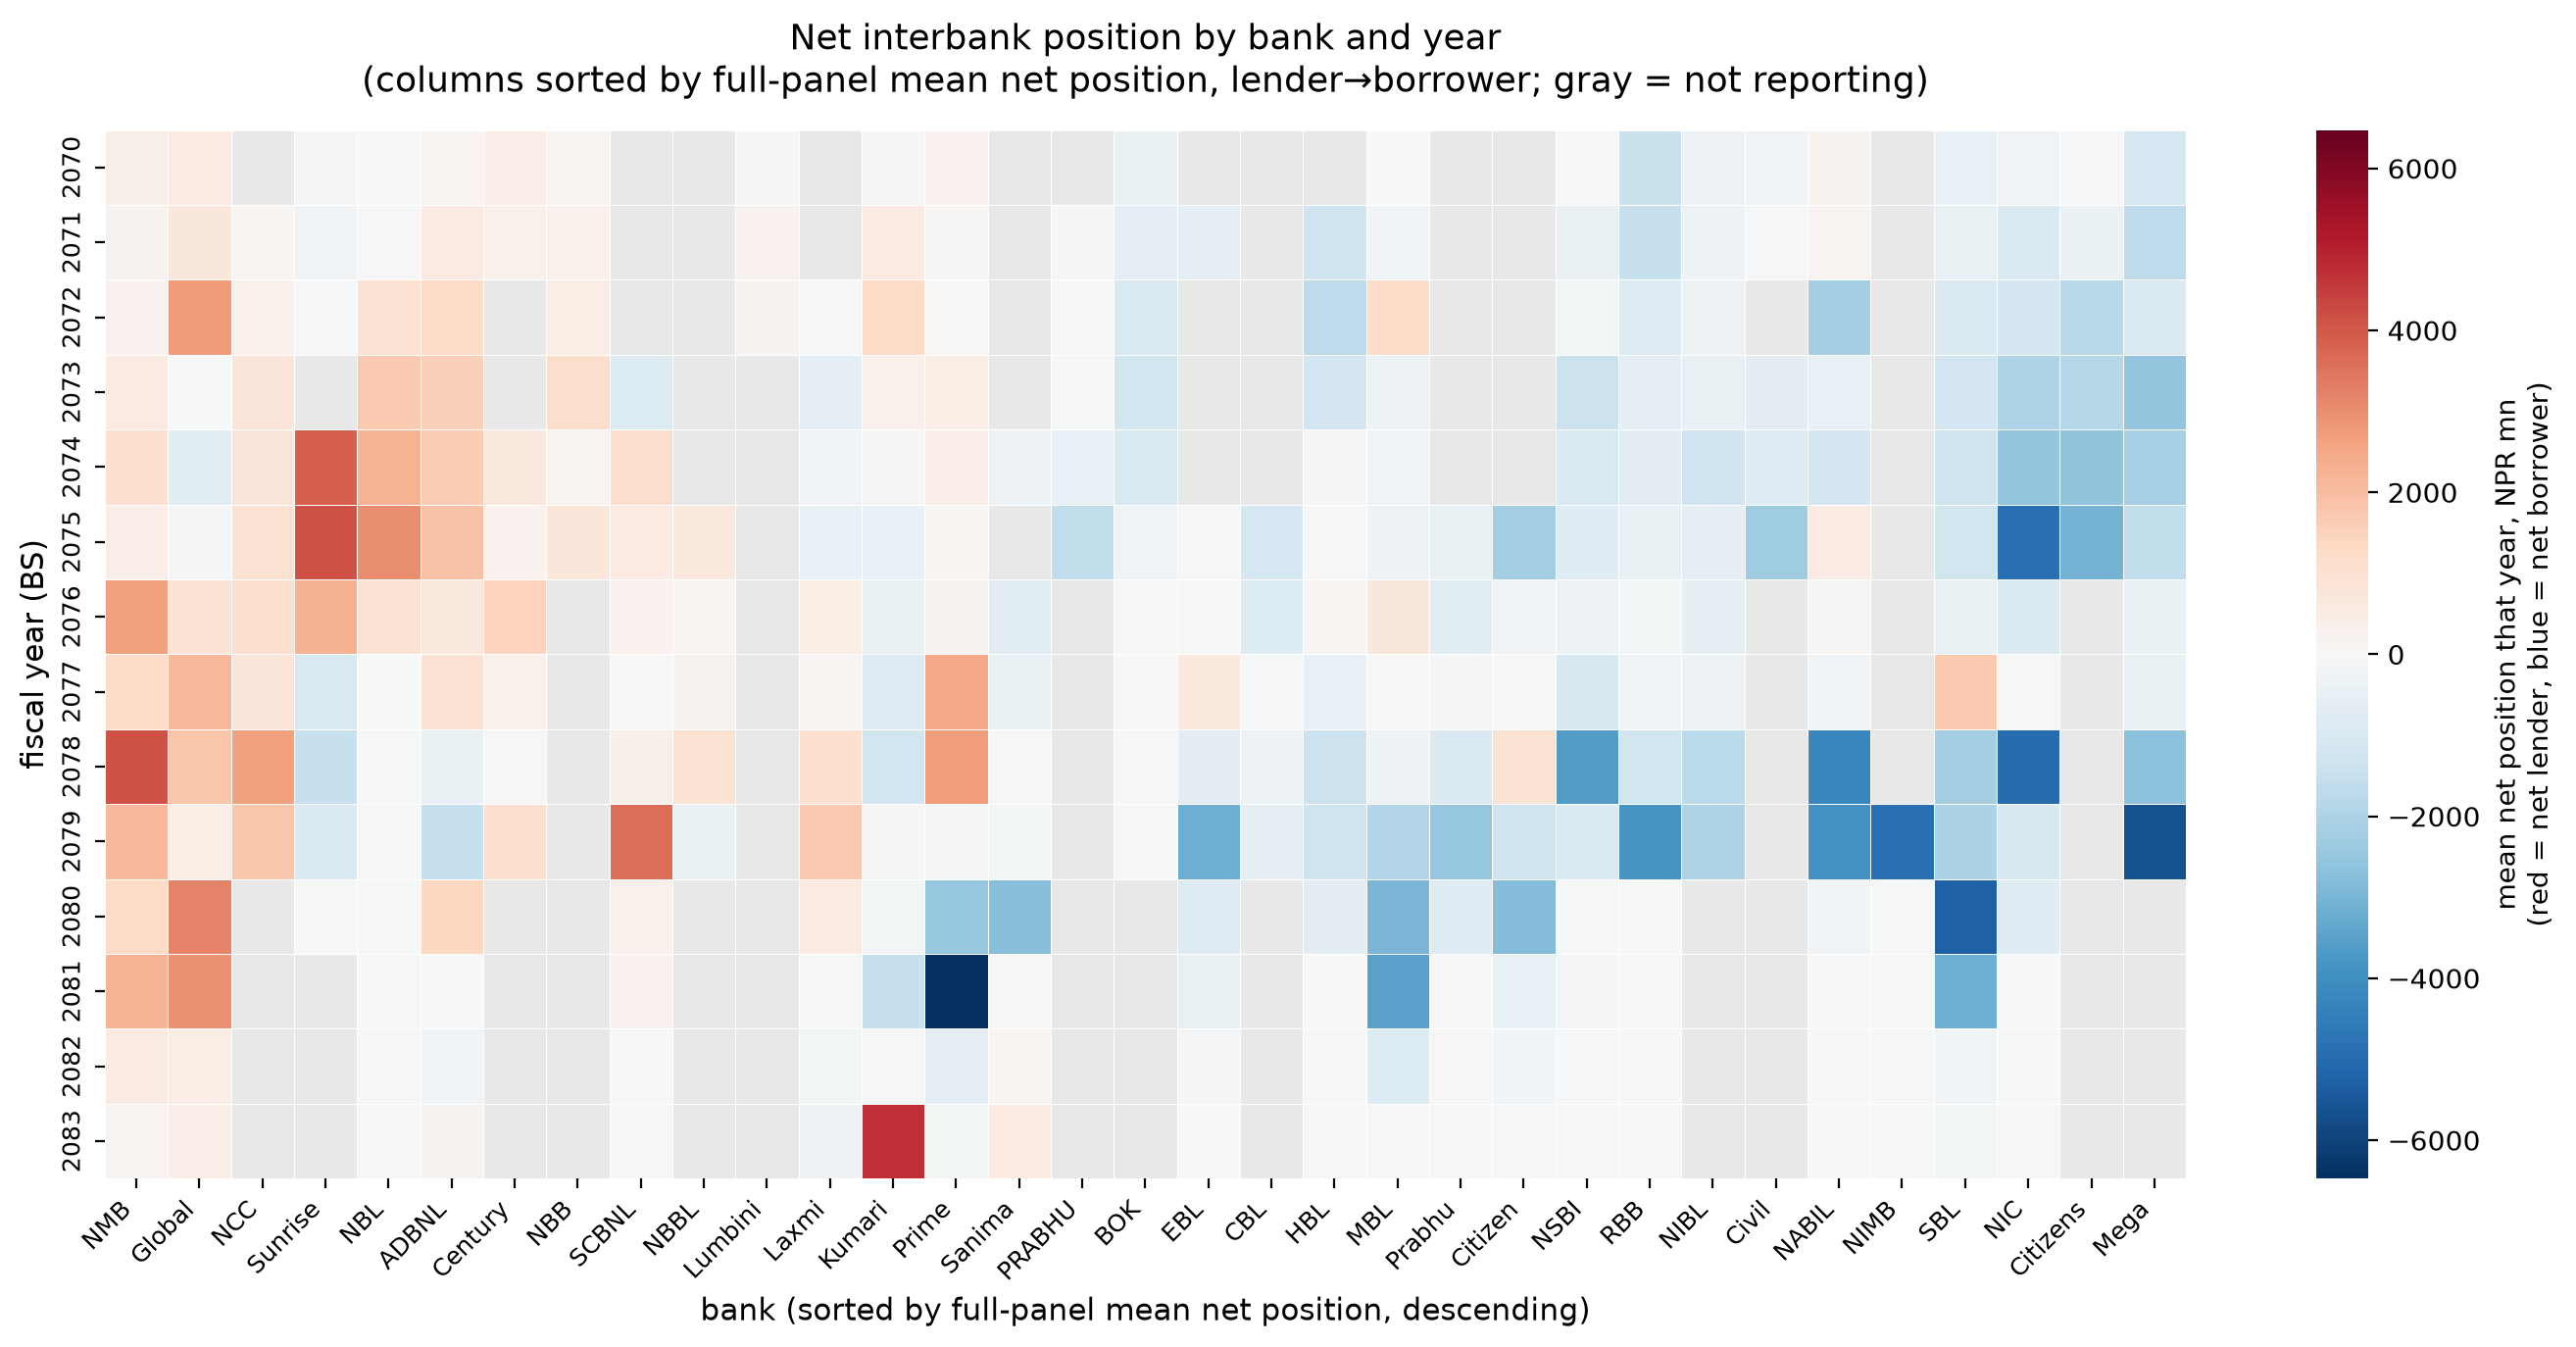 Net interbank position by bank and year
(columns sorted by full-panel mean net position, lender→borrower; gray = not reporting)
fiscal year (BS)
2070
2071
2072
2073
2074
2075
2076
2077
2078
2079
2080
2081
2082
2083
NMB
Global
NCC
Sunrise
NBL
ADBNL
Century
NBB
SCBNL
NBBL
Lumbini
Laxmi
Kumari
Prime
Sanima
PRABHU
BOK
EBL
CBL
HBL
MBL
Prabhu
Citizen
NSBI
RBB
NIBL
Civil
NABIL
NIMB
SBL
NIC
Citizens
Mega
bank (sorted by full-panel mean net position, descending)
6000
4000
2000
0
−2000
−4000
−6000
mean net position that year, NPR mn
(red = net lender, blue = net borrower)